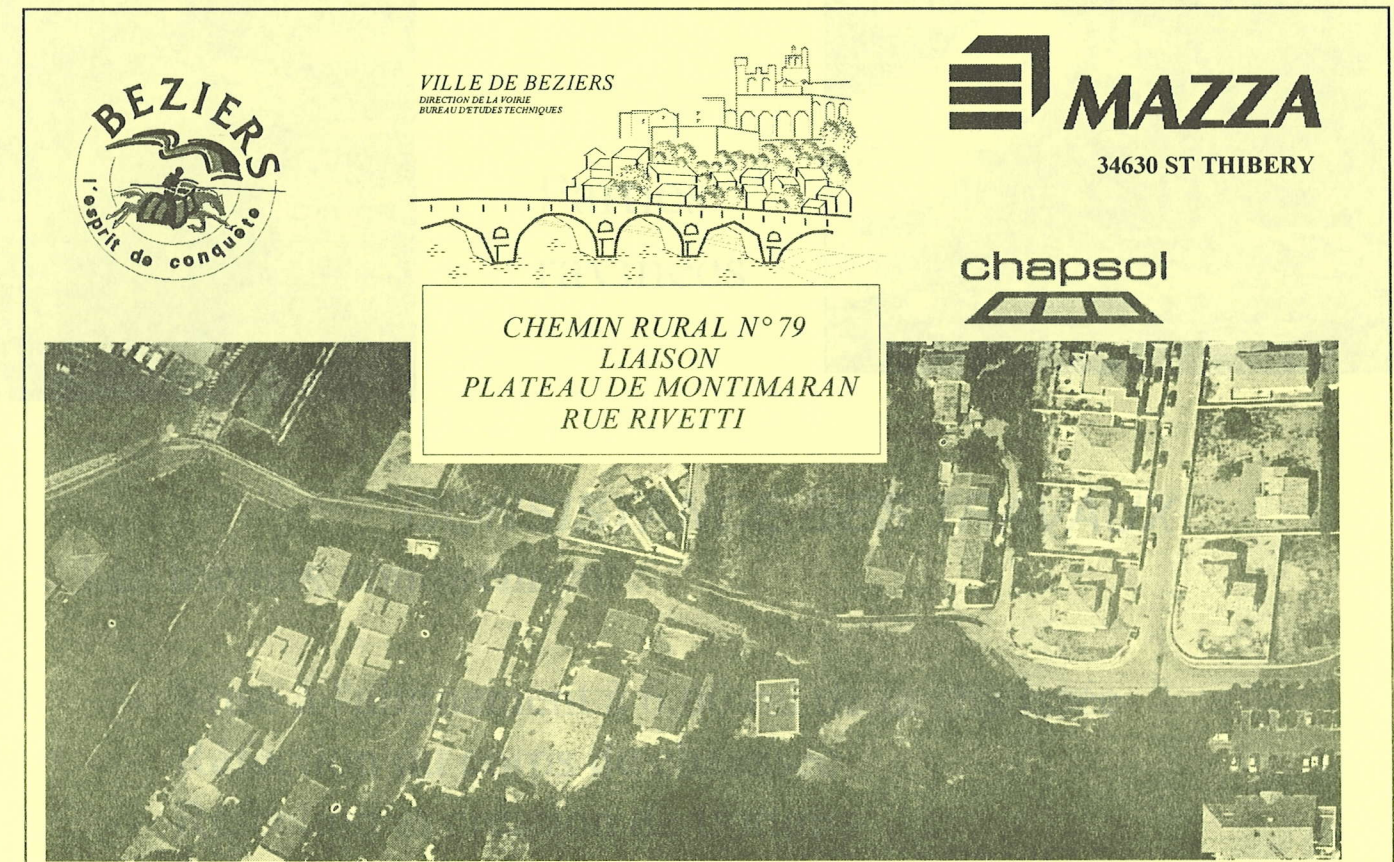 BEZIERS
l'esprit de conquête
VILLE DE BEZIERS
DIRECTION DE LA VOIRIE
BUREAU D'ETUDES TECHNIQUES
MAZZA
34630 ST THIBERY
chapsol
CHEMIN RURAL N° 79
LIAISON
PLATEAU DE MONTIMARAN
RUE RIVETTI